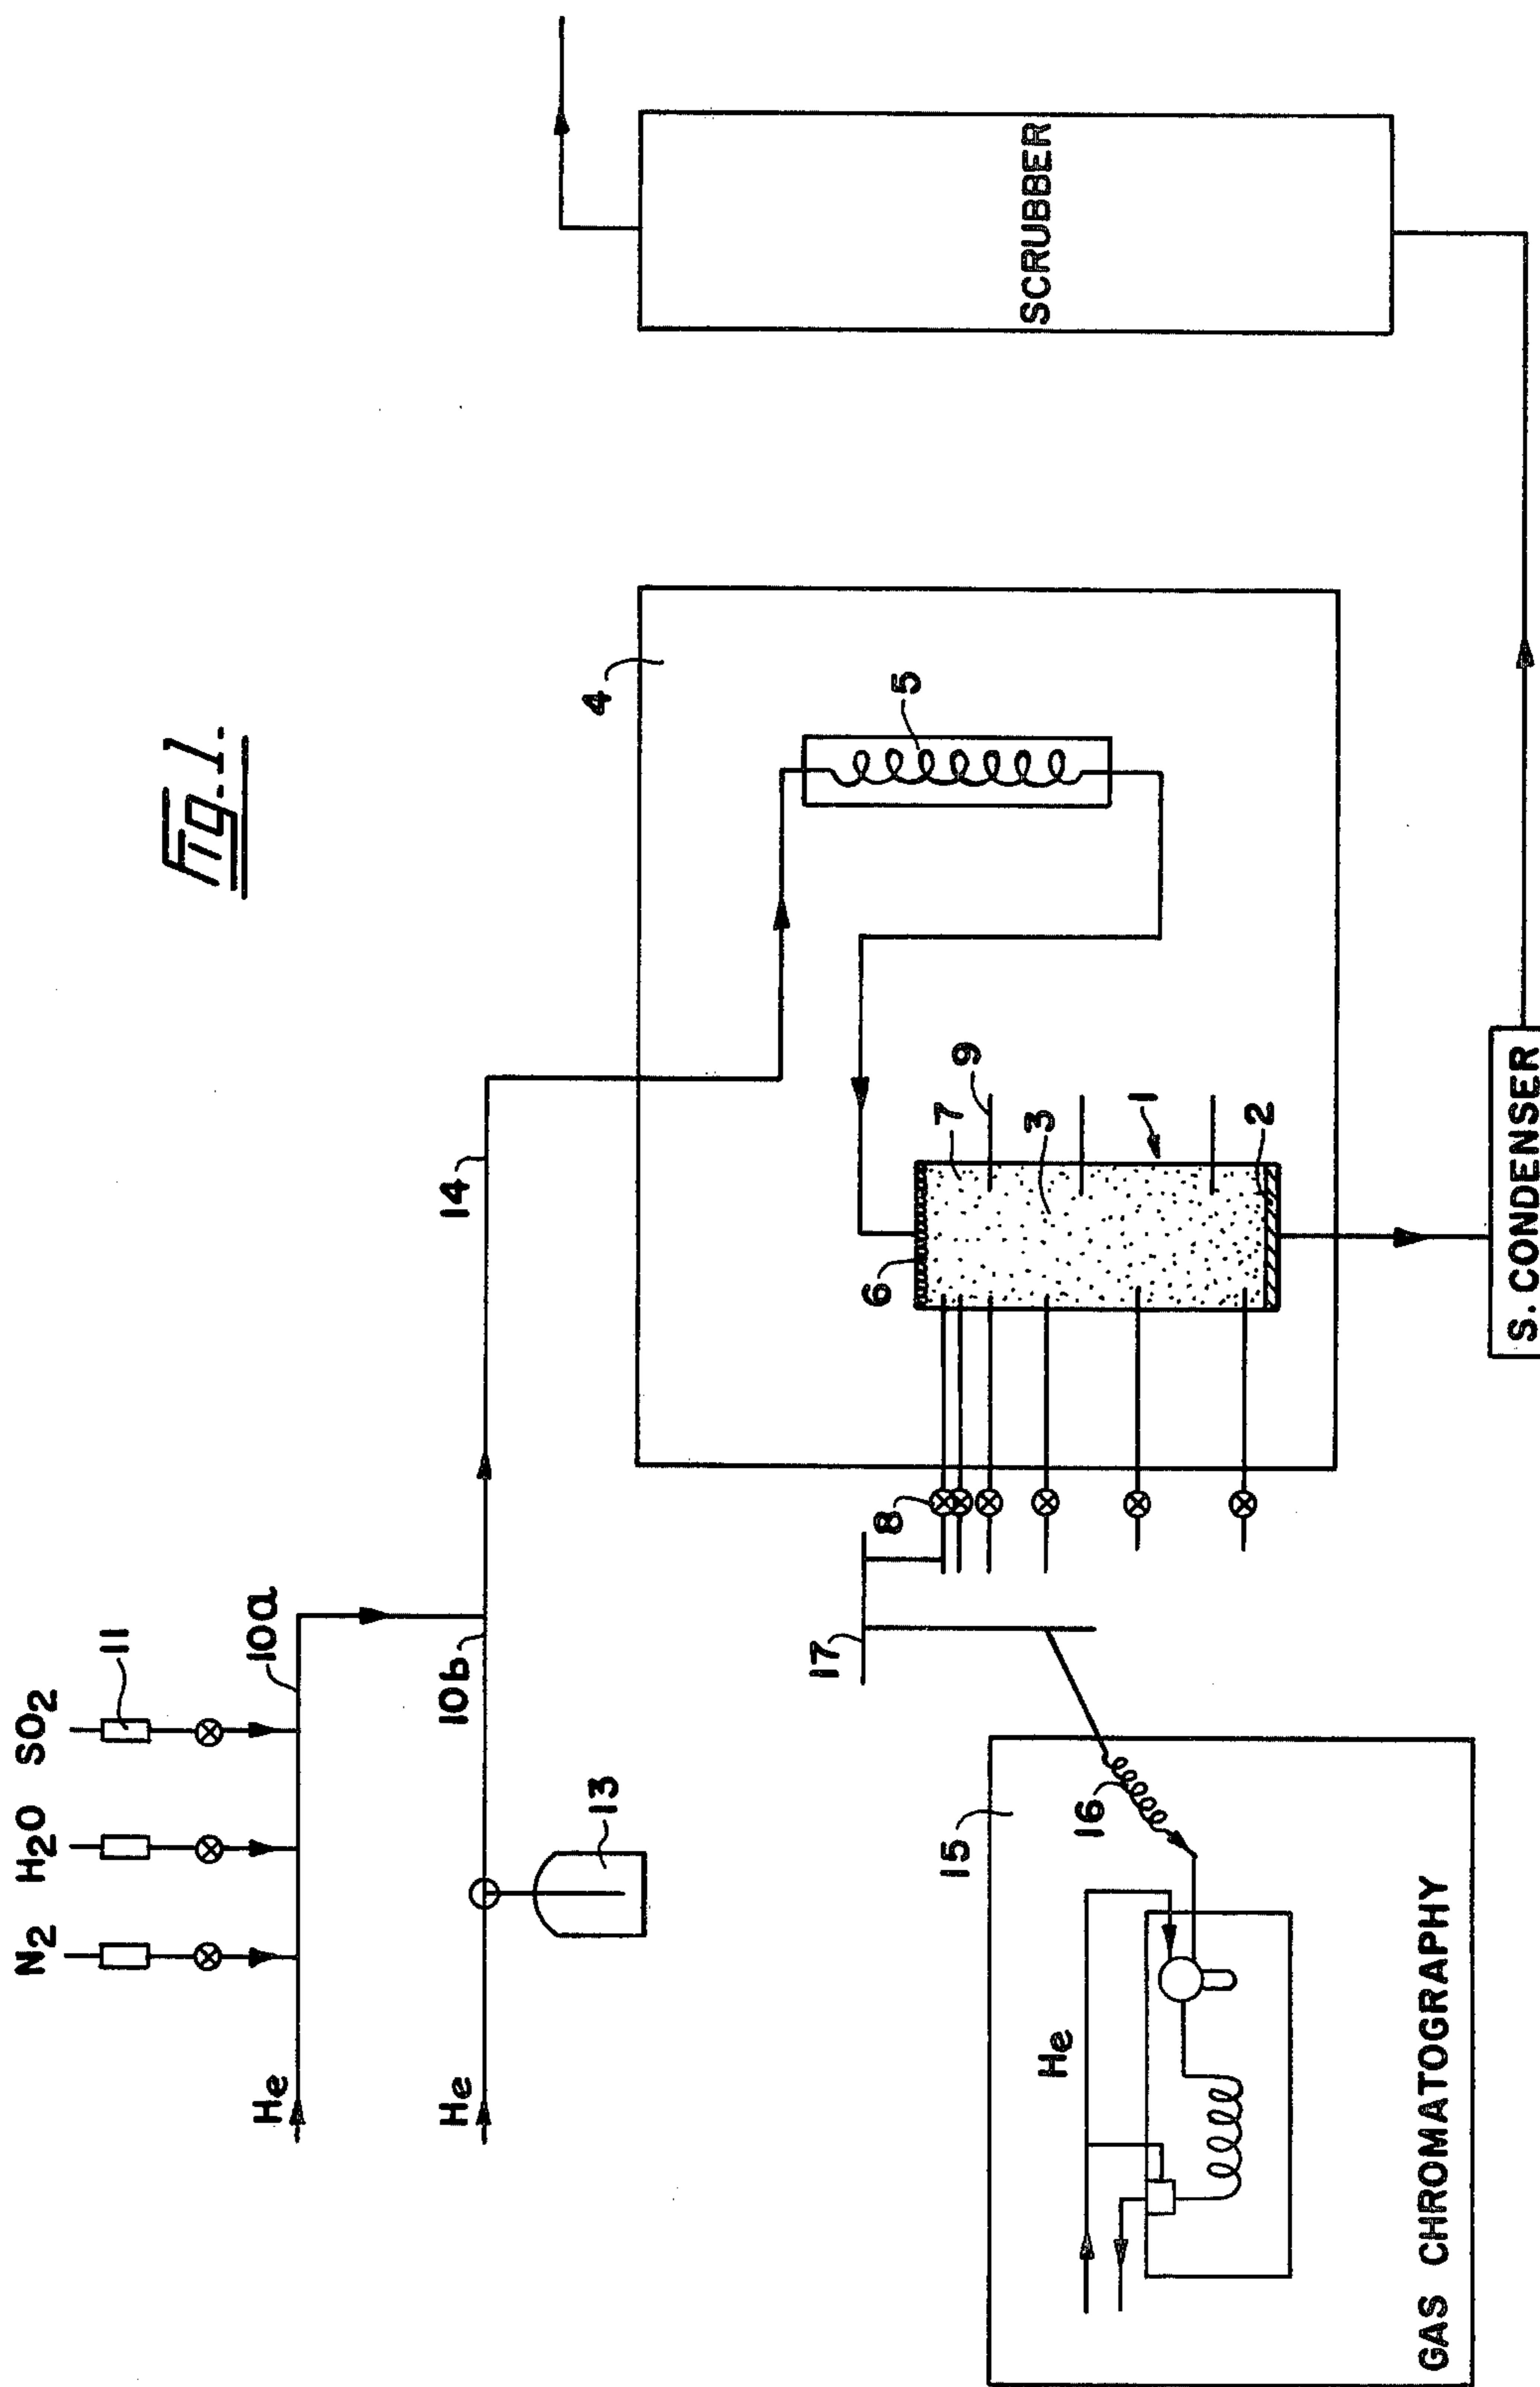 Fig. 1.
N2 H2O SO2
11
He
10a
He
10b
14
13
4
5
6
7
9
3
1
2
8
17
15
16
He
GAS CHROMATOGRAPHY
S. CONDENSER
SCRUBBER